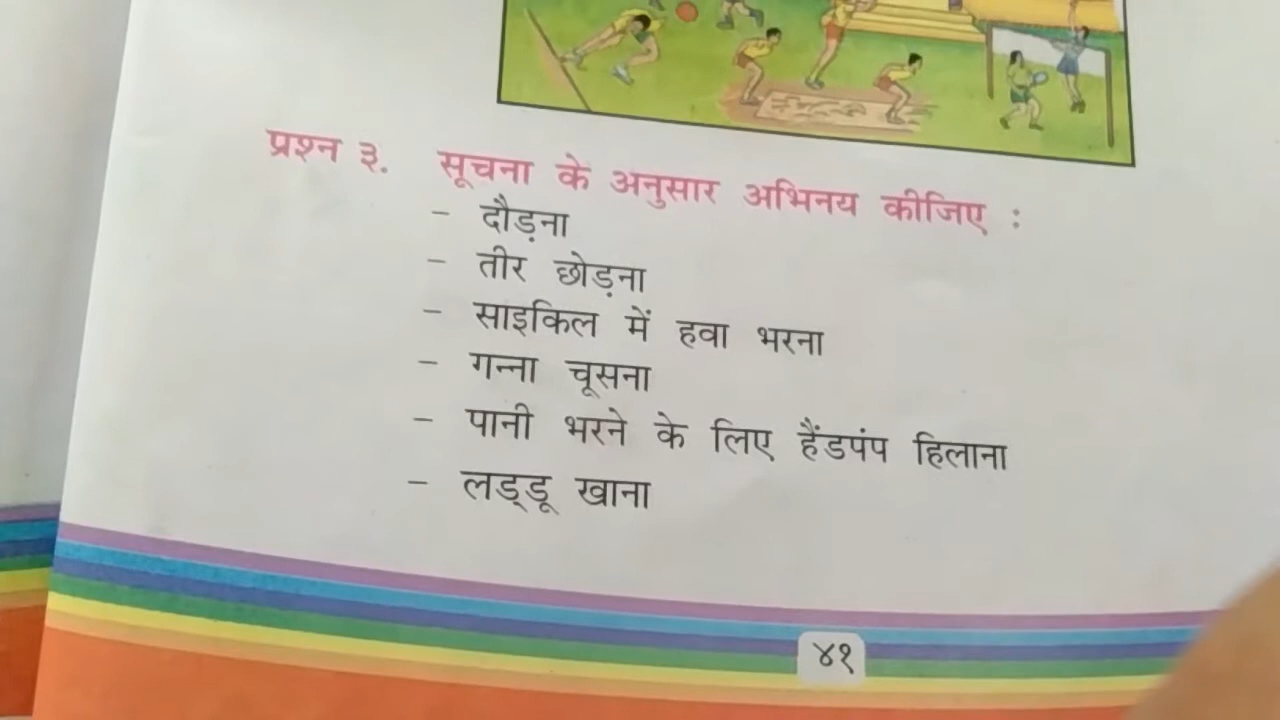 प्रश्न ३. सूचना के अनुसार अभिनय कीजिए :
- दौड़ना
- तीर छोड़ना
- साइकिल में हवा भरना
- गन्ना चूसना
- पानी भरने के लिए हैंडपंप हिलाना
- लड्डू खाना
४१